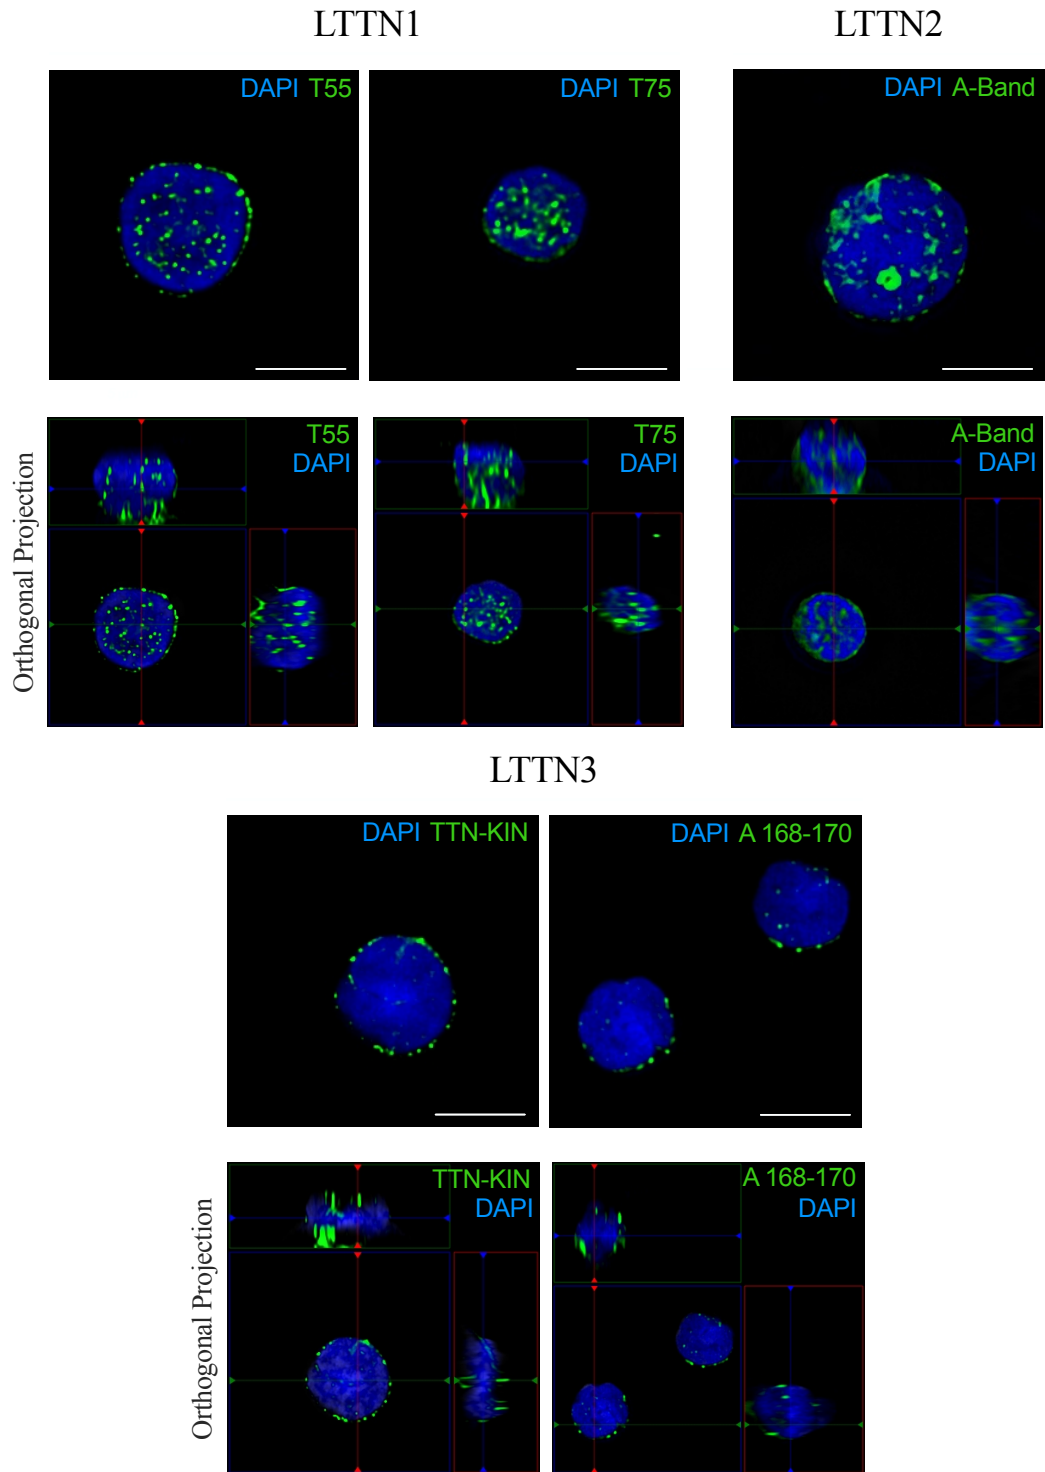 LTTN1
LTTN2
DAPI T55
DAPI T75
DAPI A-Band
Orthogonal Projection
T55
DAPI
T75
DAPI
A-Band
DAPI
LTTN3
DAPI TTN-KIN
DAPI A 168-170
Orthogonal Projection
TTN-KIN
DAPI
A 168-170
DAPI